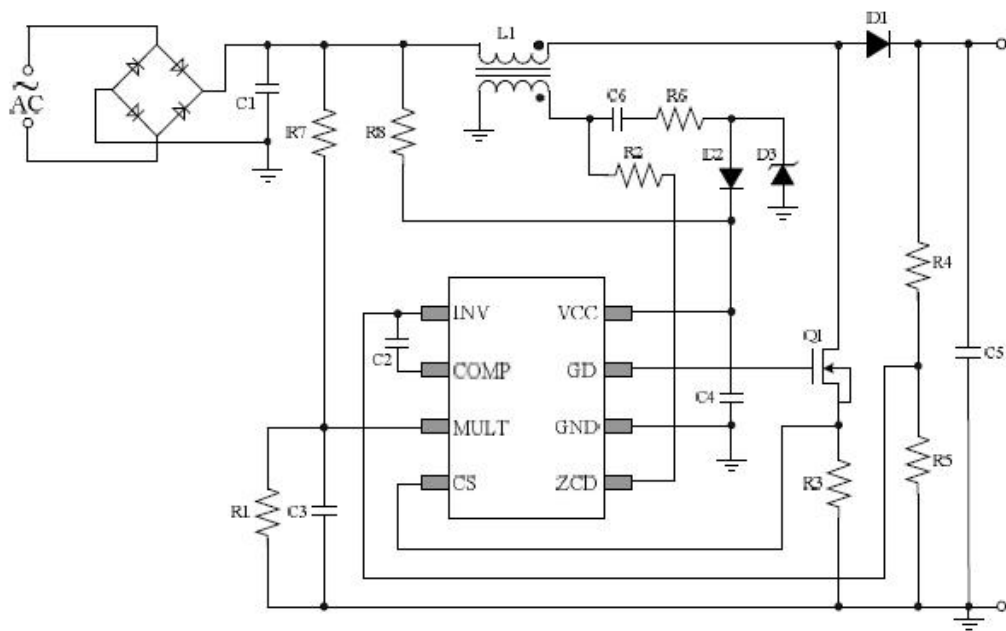 L1
D1
AC
C1
R7
R8
C6
R6
R2
D2
D3
R4
INV
VCC
C2
Q1
C5
COMP
GD
C4
MULT
GND
R5
R1
C3
CS
ZCD
R3